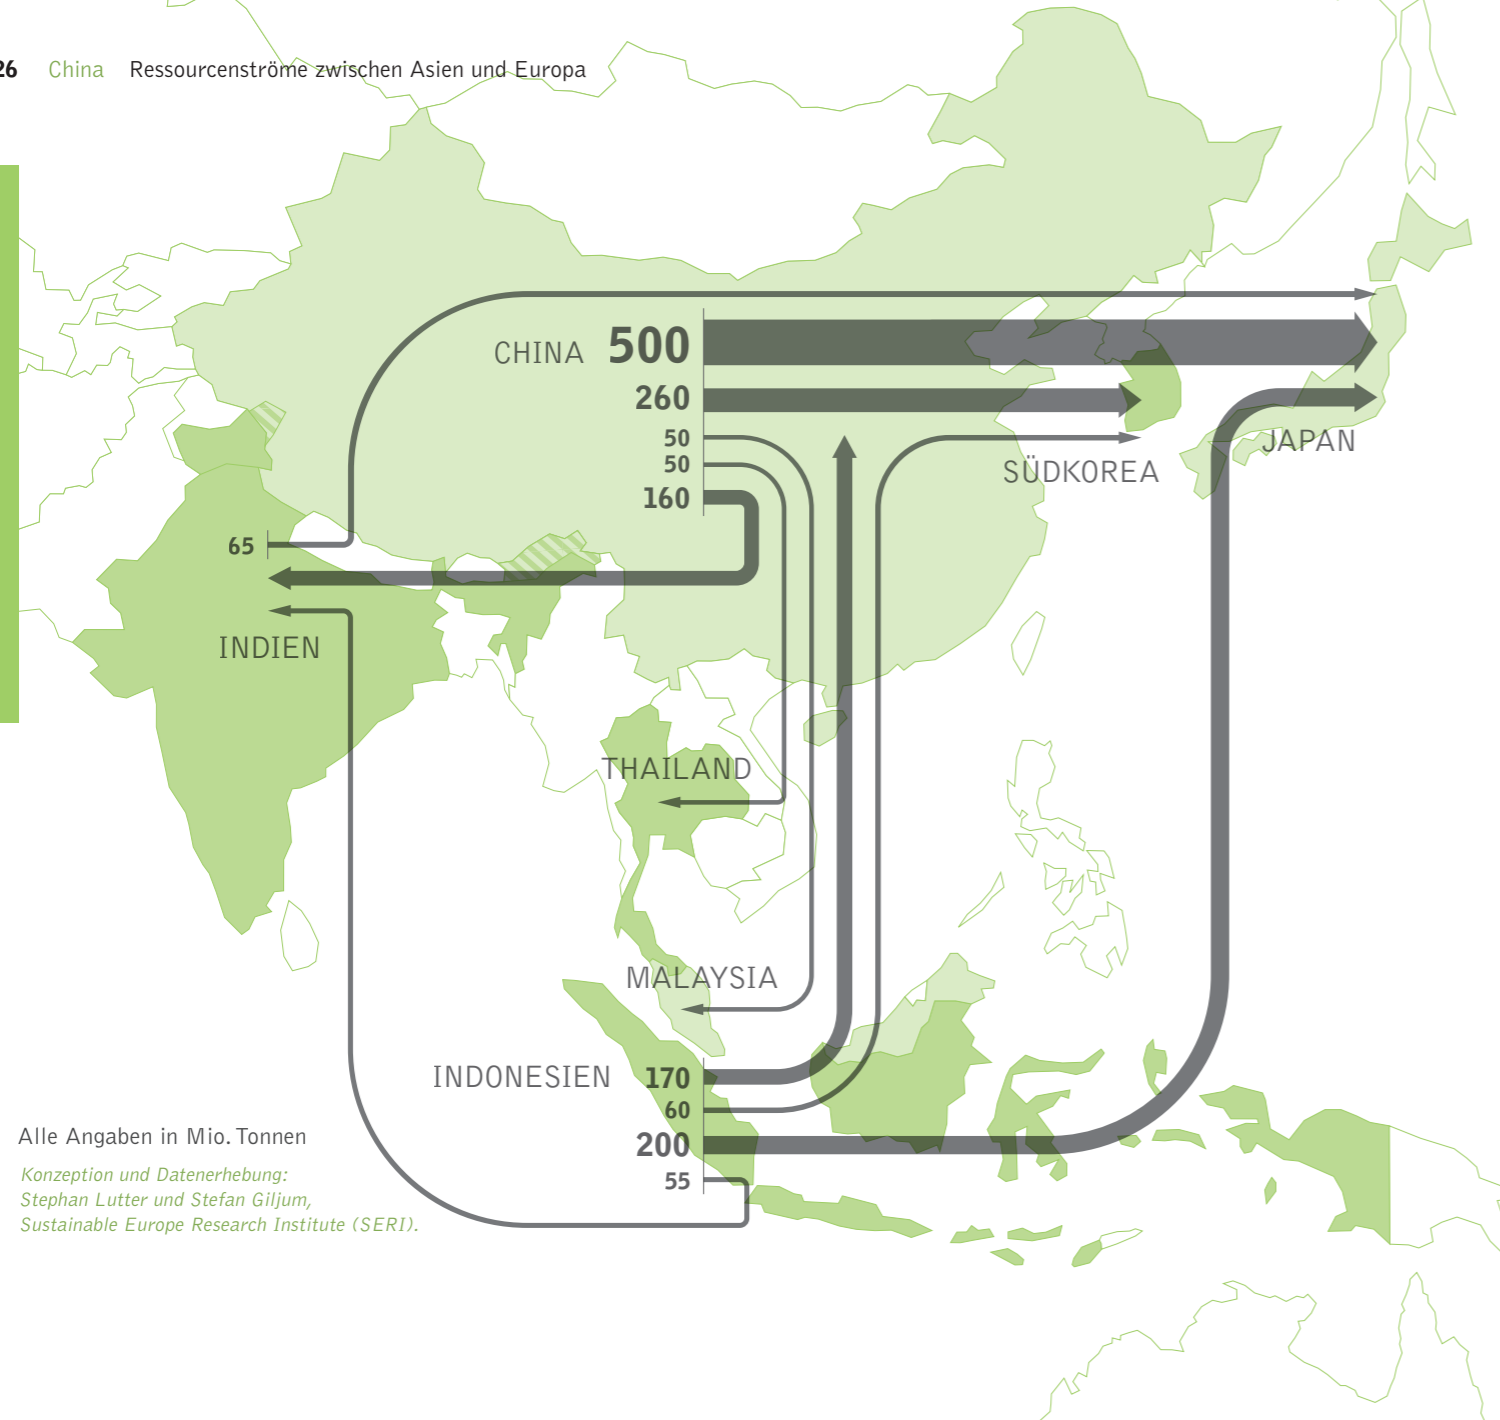 26 China Ressourcenströme zwischen Asien und Europa
CHINA 500
260
50
50
160
SÜDKOREA
JAPAN
65
INDIEN
THAILAND
MALAYSIA
INDONESIEN 170
60
200
55
Alle Angaben in Mio. Tonnen
Konzeption und Datenerhebung:
Stephan Lutter und Stefan Giljum,
Sustainable Europe Research Institute (SERI).